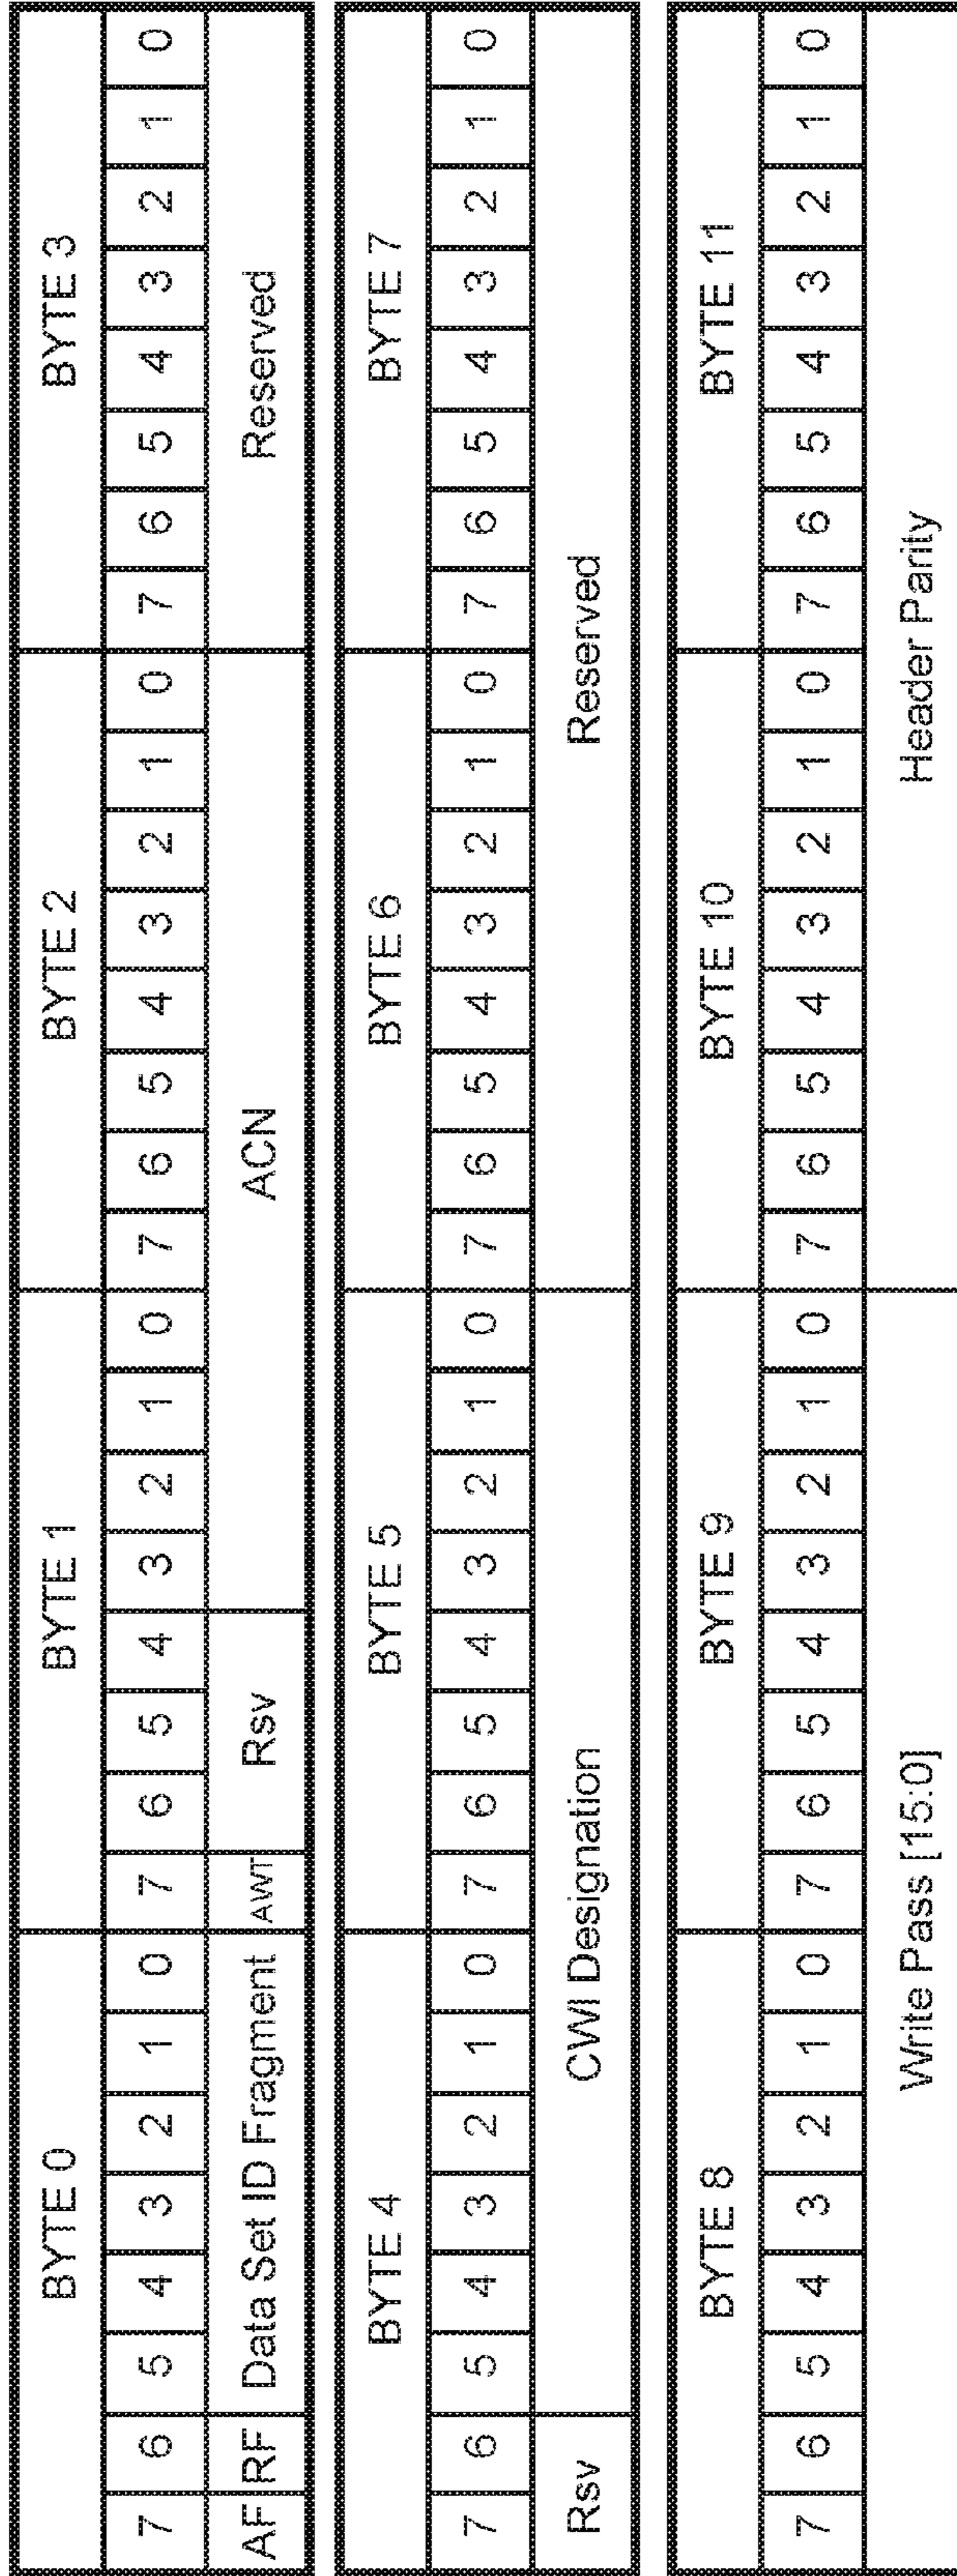 BYTE 0 BYTE 1 BYTE 2 BYTE 3
7 6 5 4 3 2 1 0 7 6 5 4 3 2 1 0 7 6 5 4 3 2 1 0 7 6 5 4 3 2 1 0
AF RF Data Set ID Fragment AWT Rsv ACN Reserved
BYTE 4 BYTE 5 BYTE 6 BYTE 7
7 6 5 4 3 2 1 0 7 6 5 4 3 2 1 0 7 6 5 4 3 2 1 0 7 6 5 4 3 2 1 0
Rsv CWI Designation Reserved
BYTE 8 BYTE 9 BYTE 10 BYTE 11
7 6 5 4 3 2 1 0 7 6 5 4 3 2 1 0 7 6 5 4 3 2 1 0 7 6 5 4 3 2 1 0
Write Pass [15:0] Header Parity